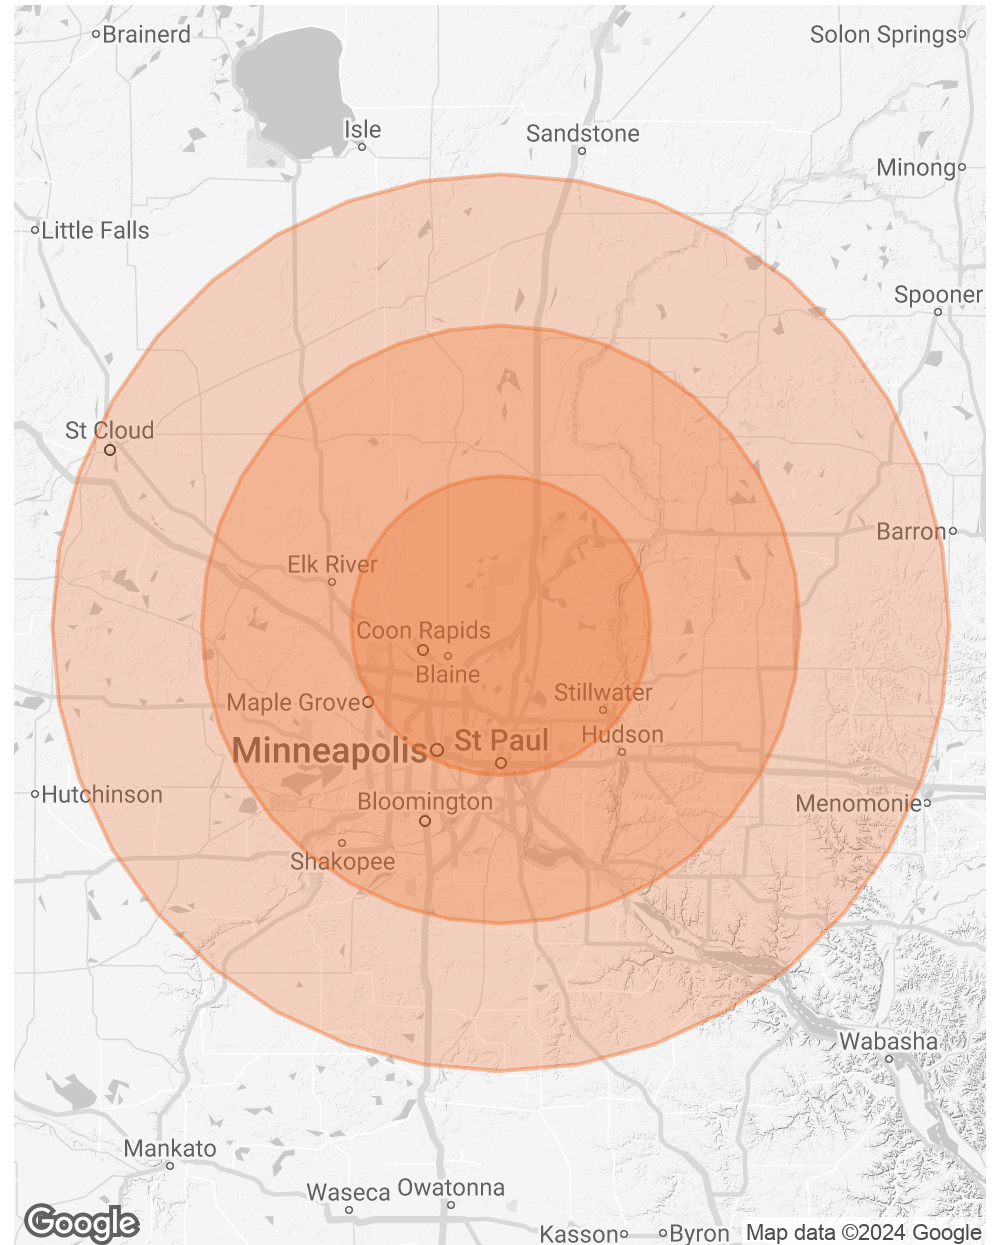 Brainerd
Solon Springs
Isle
Sandstone
Minong
Little Falls
Spooner
St Cloud
Barron
Elk River
Coon Rapids
Blaine
Stillwater
Maple Grove
Hudson
St Paul
Minneapolis
Hutchinson
Bloomington
Menomonie
Shakopee
Wabasha
Mankato
Waseca
Owatonna
Google
Kasson
Byron
Map data ©2024 Google